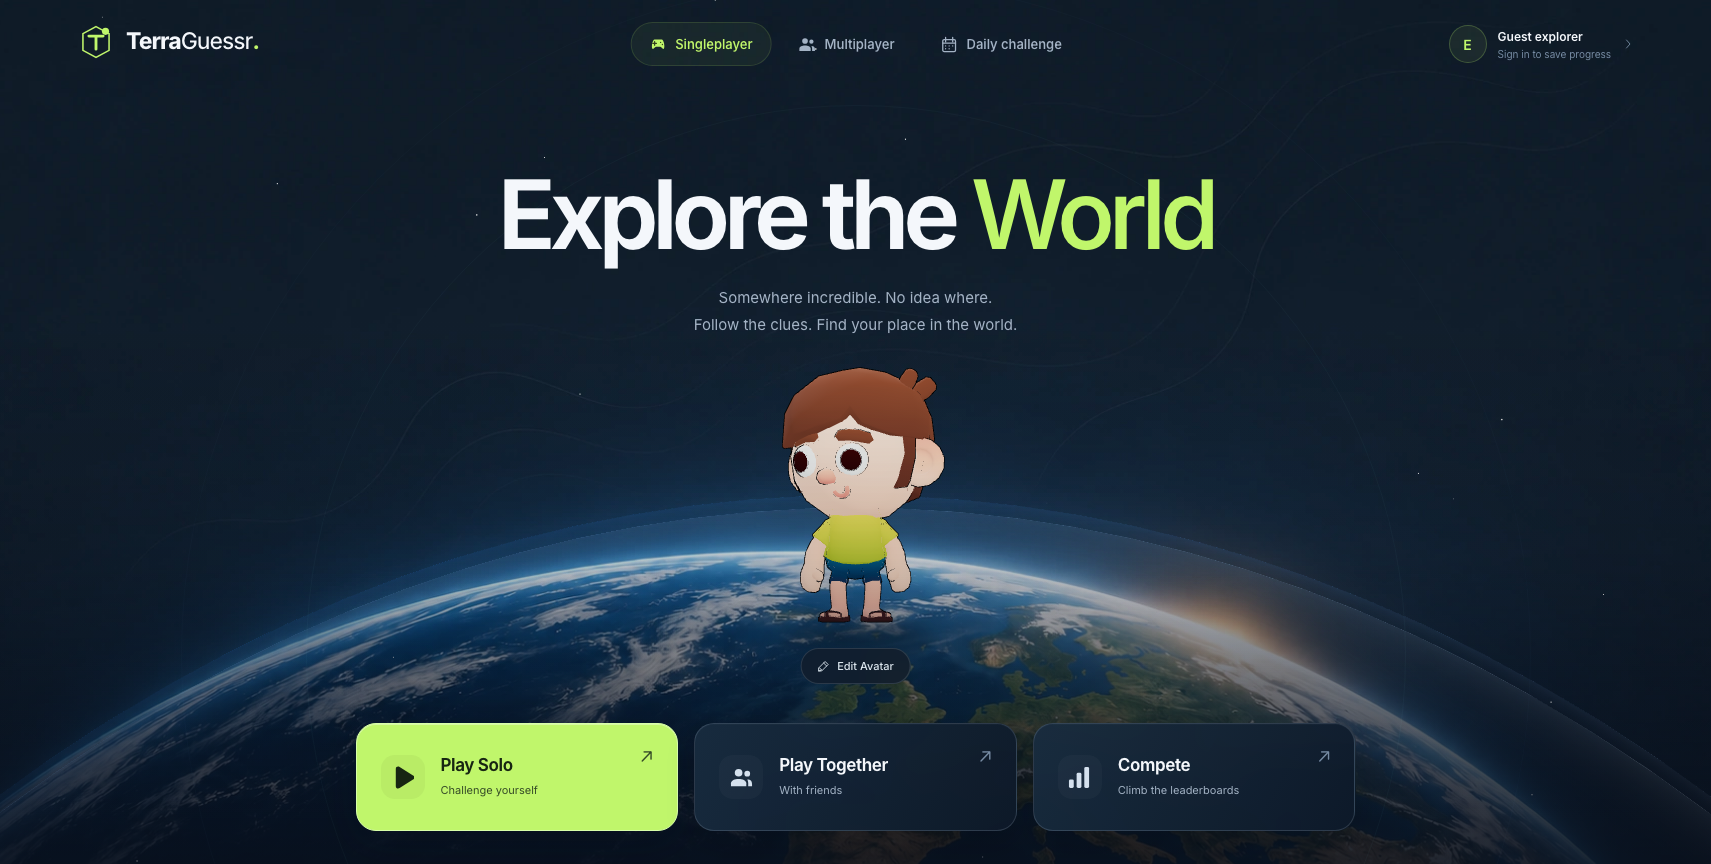 TerraGuessr.
Singleplayer
Multiplayer
Daily challenge
E
Guest explorer
Sign in to save progress
Explore the World
Somewhere incredible. No idea where.
Follow the clues. Find your place in the world.
Edit Avatar
Play Solo
Challenge yourself
Play Together
With friends
Compete
Climb the leaderboards